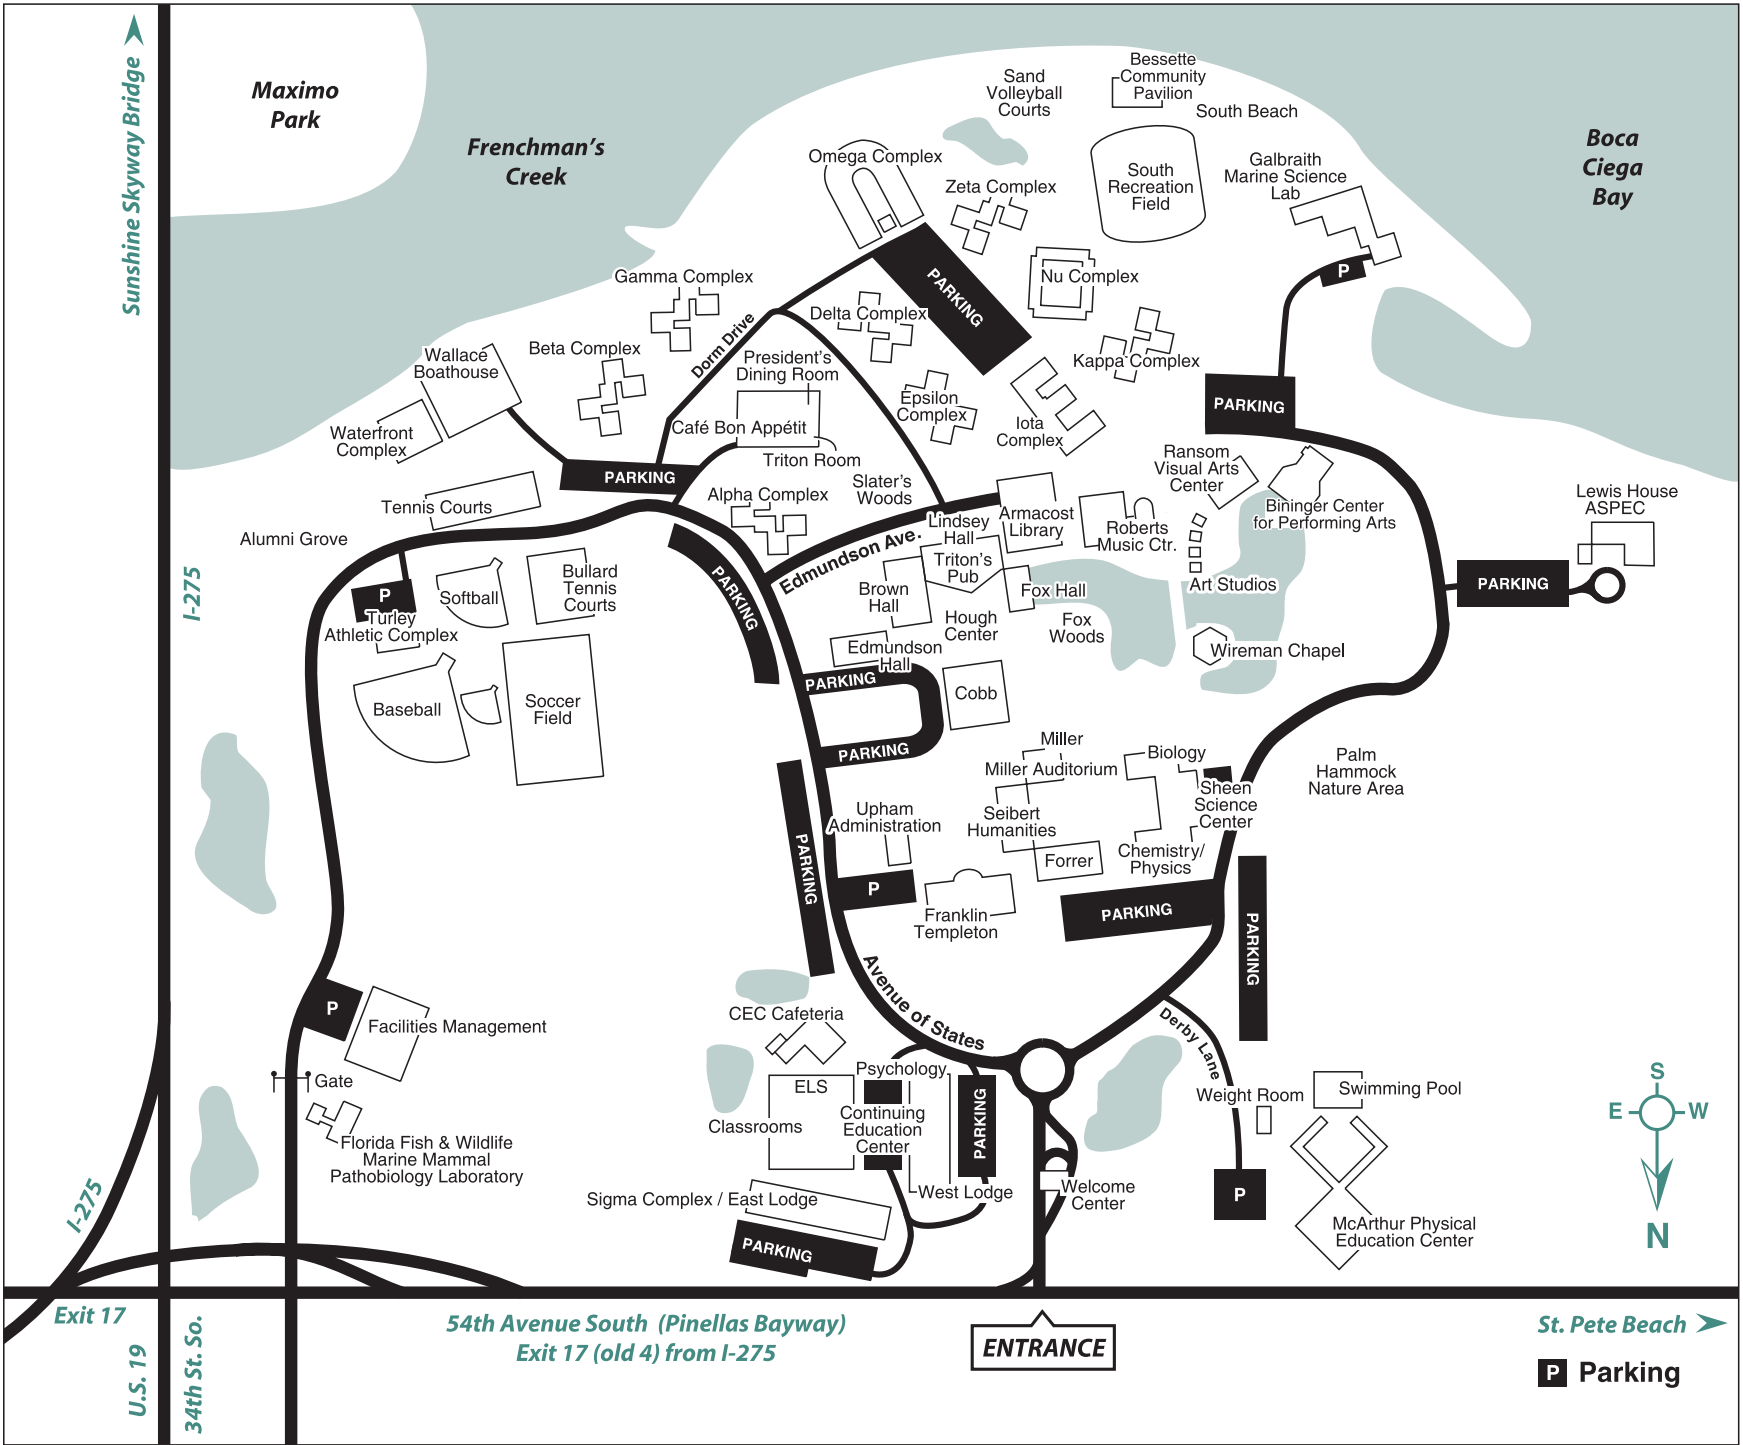 Sunshine Skyway Bridge
Maximo
Park
Frenchman's
Creek
Boca
Ciega
Bay
Sand
Volleyball
Courts
Bessette
Community
Pavilion
South Beach
Omega Complex
Zeta Complex
South
Recreation
Field
Galbraith
Marine Science
Lab
P
Gamma Complex
Nu Complex
PARKING
Delta Complex
Dorm Drive
Beta Complex
Wallace
Boathouse
President's
Dining Room
Kappa Complex
Epsilon
Complex
PARKING
Waterfront
Complex
Café Bon Appétit
Iota
Complex
Triton Room
PARKING
Ransom
Visual Arts
Center
Slater's
Woods
Tennis Courts
Alpha Complex
Lewis House
ASPEC
Bininger Center
for Performing Arts
Armacost
Library
Lindsey
Hall
Roberts
Music Ctr.
Alumni Grove
Edmundson Ave.
I-275
P
Turley
Athletic Complex
Softball
Bullard
Tennis
Courts
PARKING
Triton's
Pub
Brown
Hall
Fox Hall
Art Studios
PARKING
Hough
Center
Fox
Woods
Edmundson
Hall
Wireman Chapel
PARKING
Cobb
Baseball
Soccer
Field
PARKING
Miller
Miller Auditorium
Biology
Palm
Hammock
Nature Area
Sheen
Science
Center
Upham
Administration
Seibert
Humanities
PARKING
Forrer
Chemistry/
Physics
P
Franklin
Templeton
PARKING
PARKING
Avenue of States
P
Facilities Management
CEC Cafeteria
Derby Lane
Gate
Psychology
ELS
Continuing
Education
Center
Classrooms
PARKING
Weight Room
Swimming Pool
S
E
W
N
Florida Fish & Wildlife
Marine Mammal
Pathobiology Laboratory
Sigma Complex / East Lodge
West Lodge
Welcome
Center
P
McArthur Physical
Education Center
PARKING
I-275
Exit 17
U.S. 19
34th St. So.
54th Avenue South (Pinellas Bayway)
Exit 17 (old 4) from I-275
ENTRANCE
St. Pete Beach
P Parking